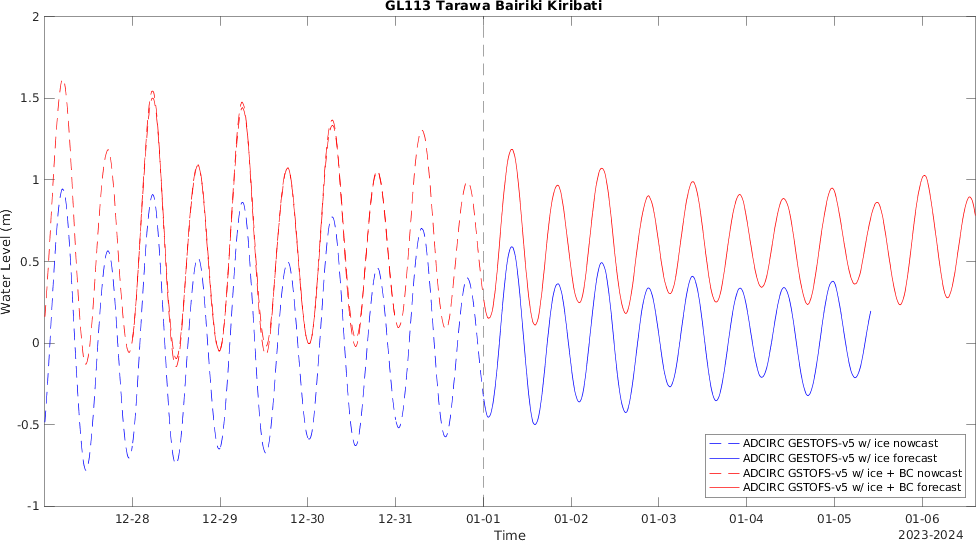 GL113 Tarawa Bairiki Kiribati
2
1.5
1
0.5
0
-0.5
-1
Water Level (m)
ADCIRC GESTOFS-v5 w/ ice nowcast
ADCIRC GESTOFS-v5 w/ ice forecast
ADCIRC GSTOFS-v5 w/ ice + BC nowcast
ADCIRC GSTOFS-v5 w/ ice + BC forecast
12-28 12-29 12-30 12-31 01-01 01-02 01-03 01-04 01-05 01-06
Time
2023-2024